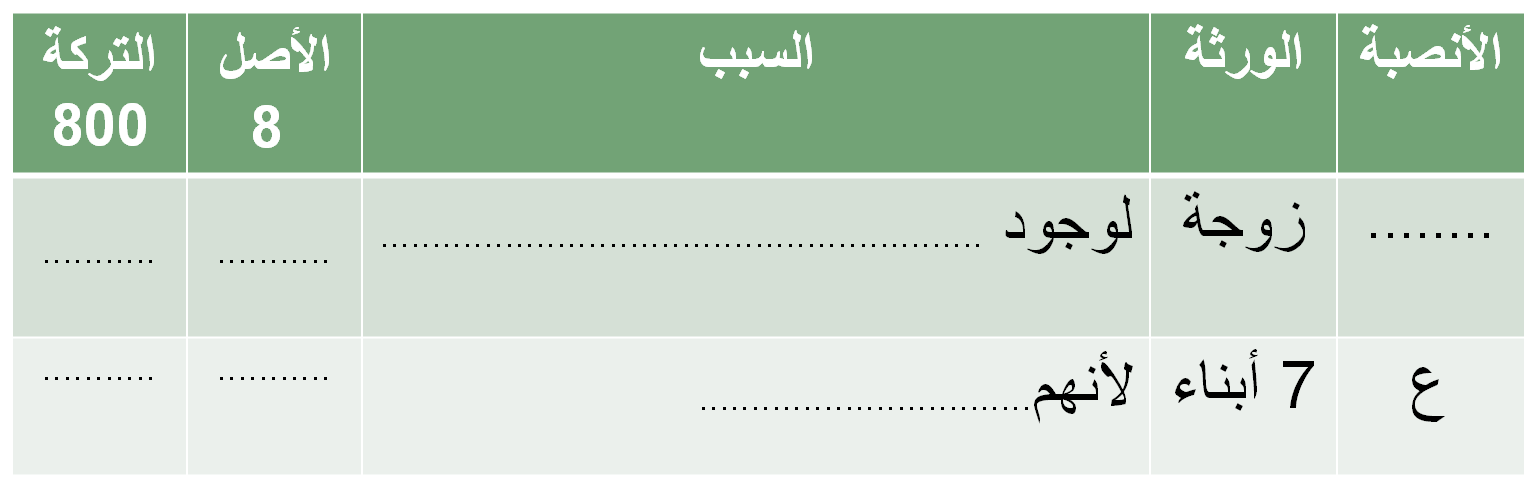 الأنصبة
الورثة
السبب
الأصل
8
التركة
800
........
زوجة
لوجود ..........................................................
...........
...........
ع
7 أبناء
لأنهم................................
...........
...........